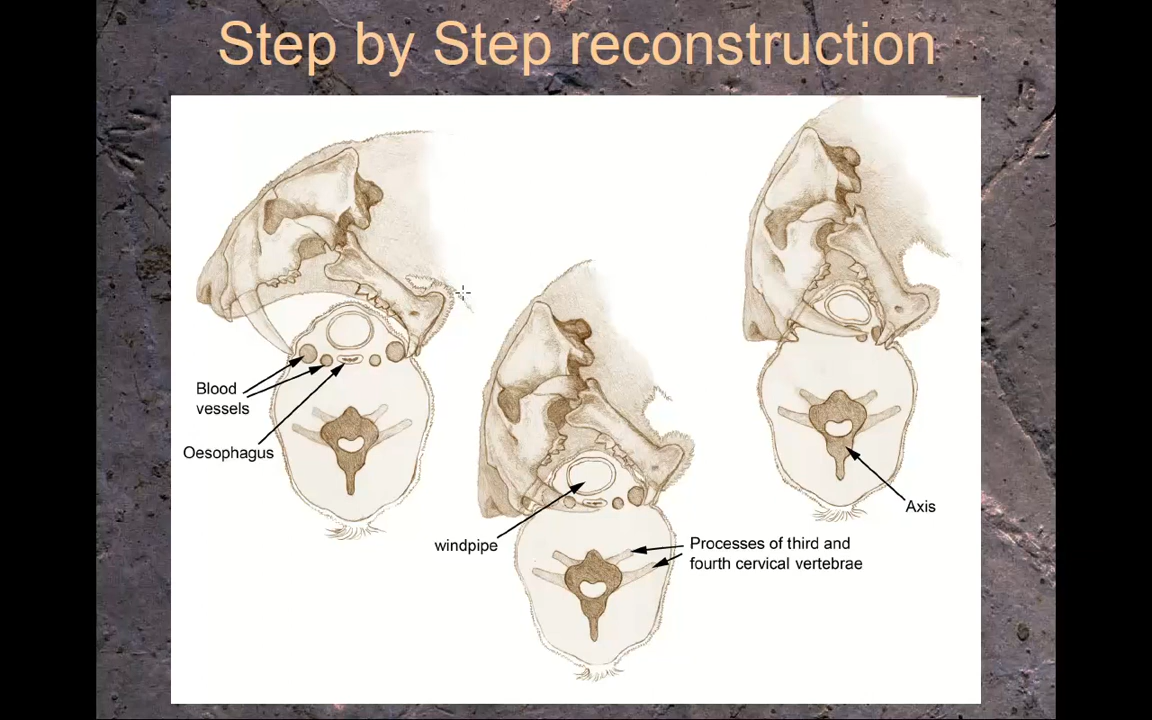 Step by Step reconstruction
Blood
vessels
Oesophagus
windpipe
Processes of third and
fourth cervical vertebrae
Axis